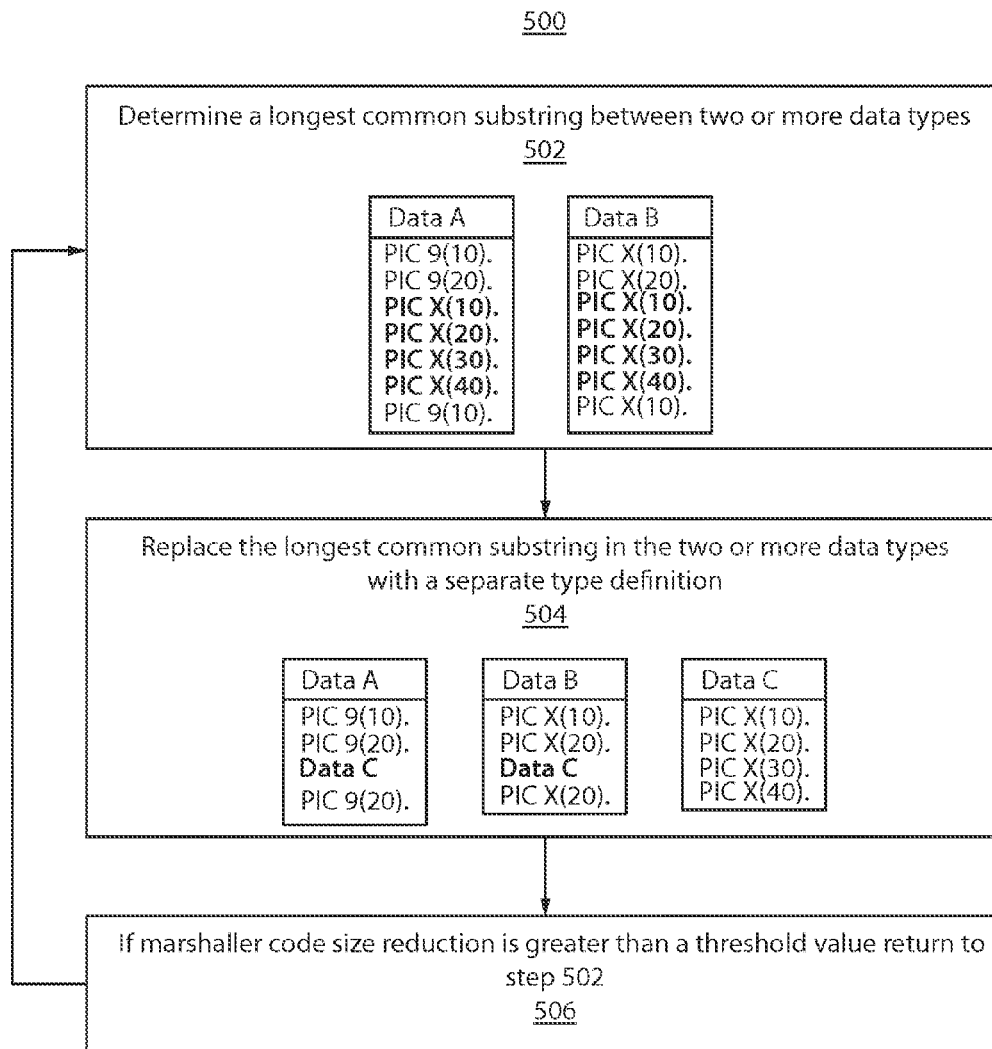 500
Determine a longest common substring between two or more data types
502
Data A
PIC 9(10).
PIC 9(20).
PIC X(10).
PIC X(20).
PIC X(30).
PIC X(40).
PIC 9(10).
Data B
PIC X(10).
PIC X(20).
PIC X(10).
PIC X(20).
PIC X(30).
PIC X(40).
PIC X(10).
Replace the longest common substring in the two or more data types
with a separate type definition
504
Data A
PIC 9(10).
PIC 9(20).
Data C
PIC 9(20).
Data B
PIC X(10).
PIC X(20).
Data C
PIC X(20).
Data C
PIC X(10).
PIC X(20).
PIC X(30).
PIC X(40).
If marshaller code size reduction is greater than a threshold value return to
step 502
506